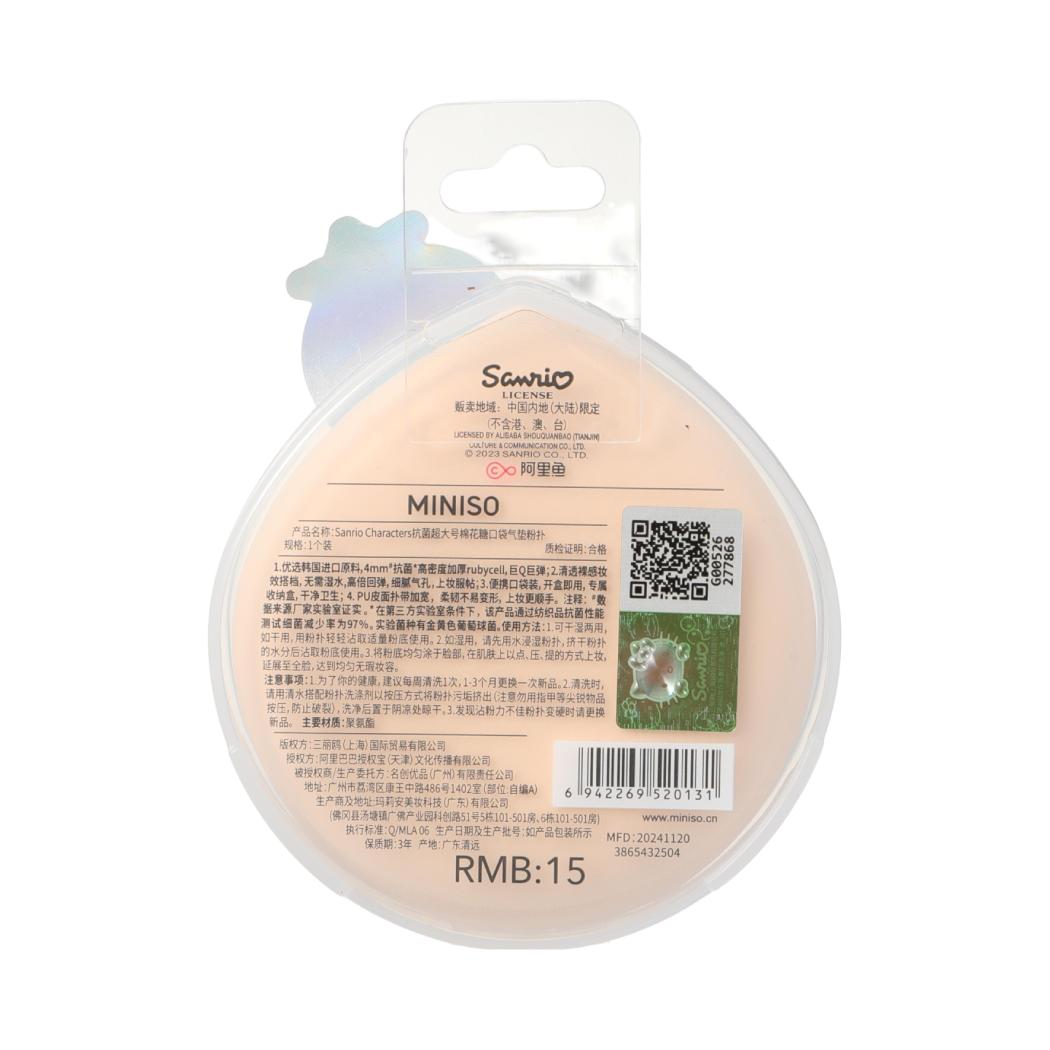 Sanrio
LICENSE
贩卖地域：中国内地(大陆)限定
(不含港、澳、台)
LICENSED BY ALIBABA SHOUQUANBAO (TIANJIN)
CULTURE & COMMUNICATION CO., LTD.
© 2023 SANRIO CO., LTD.
阿里鱼
MINISO
产品名称:Sanrio Characters抗菌超大号棉花糖口袋气垫粉扑
规格:1个装 质检证明:合格
1.优选韩国进口原料,4mm#抗菌*高密度加厚rubycell,巨Q巨弹;2.清透裸感妆
效搭档,无需湿水,高倍回弹,细腻气孔,上妆服帖;3.便携口袋装,开盒即用,专属
收纳盒,干净卫生;4.PU皮面扑带加宽,柔韧不易变形,上妆更顺手。注释:"#数
据来源厂家实验室证实。*在第三方实验室条件下,该产品通过纺织品抗菌性能
测试细菌减少率为97%。实验菌种有金黄色葡萄球菌。使用方法:1.可干湿两用,
如干用,用粉扑轻轻沾取适量粉底使用。2.如湿用,请先用水浸湿粉扑,挤干粉扑
的水分后沾取粉底使用。3.将粉底均匀涂于脸部,在肌肤上以点、压、提的方式上妆,
延展至全脸,达到均匀无瑕妆容。
注意事项:1.为了你的健康,建议每周清洗1次,1-3个月更换一次新品。2.清洗时,
请用清水搭配粉扑洗涤剂以按压方式将粉扑污垢挤出(注意勿用指甲等尖锐物品
按压,防止破裂),洗净后置于阴凉处晾干。3.发现沾粉力不佳粉扑变硬时请更换
新品。 主要材质:聚氨酯
G00526
277868
Sanrio
版权方:三丽鸥(上海)国际贸易有限公司
授权方:阿里巴巴授权宝(天津)文化传播有限公司
被授权商/生产委托方:名创优品(广州)有限责任公司
地址:广州市荔湾区康王中路486号1402室(部位:自编A)
生产商及地址:玛莉安美妆科技(广东)有限公司
(佛冈县汤塘镇广佛产业园科创路51号5栋101-501房、6栋101-501房)
执行标准:Q/MLA 06 生产日期及生产批号:如产品包装所示
保质期:3年 产地:广东清远
6 942269 520131
www.miniso.cn
MFD:20241120
3865432504
RMB:15